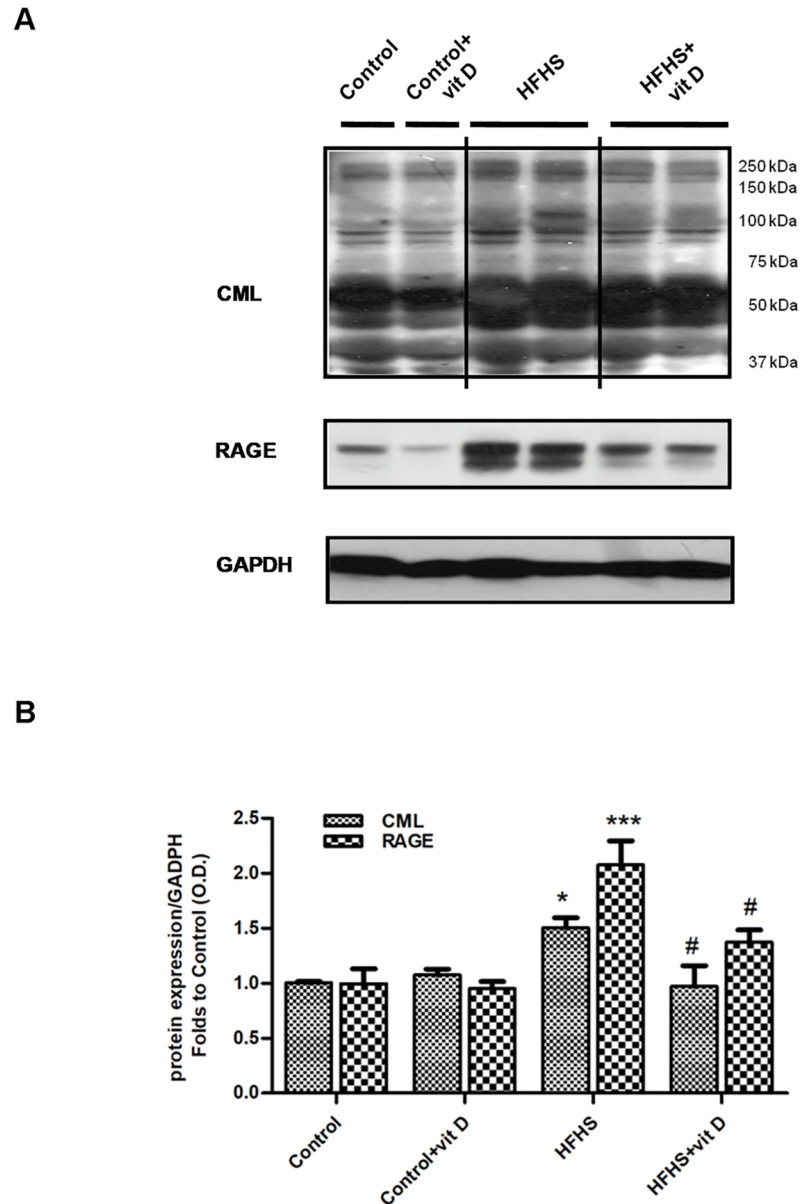 A
Control
Control+
vit D
HFHS
HFHS+
vit D
250 kDa
150 kDa
100 kDa
75 kDa
50 kDa
37 kDa
CML
RAGE
GAPDH
B
protein expression/GADPH
Folds to Control (O.D.)
2.5
2.0
1.5
1.0
0.5
0.0
CML
RAGE
*
***
#
#
Control
Control+vit D
HFHS
HFHS+vit D